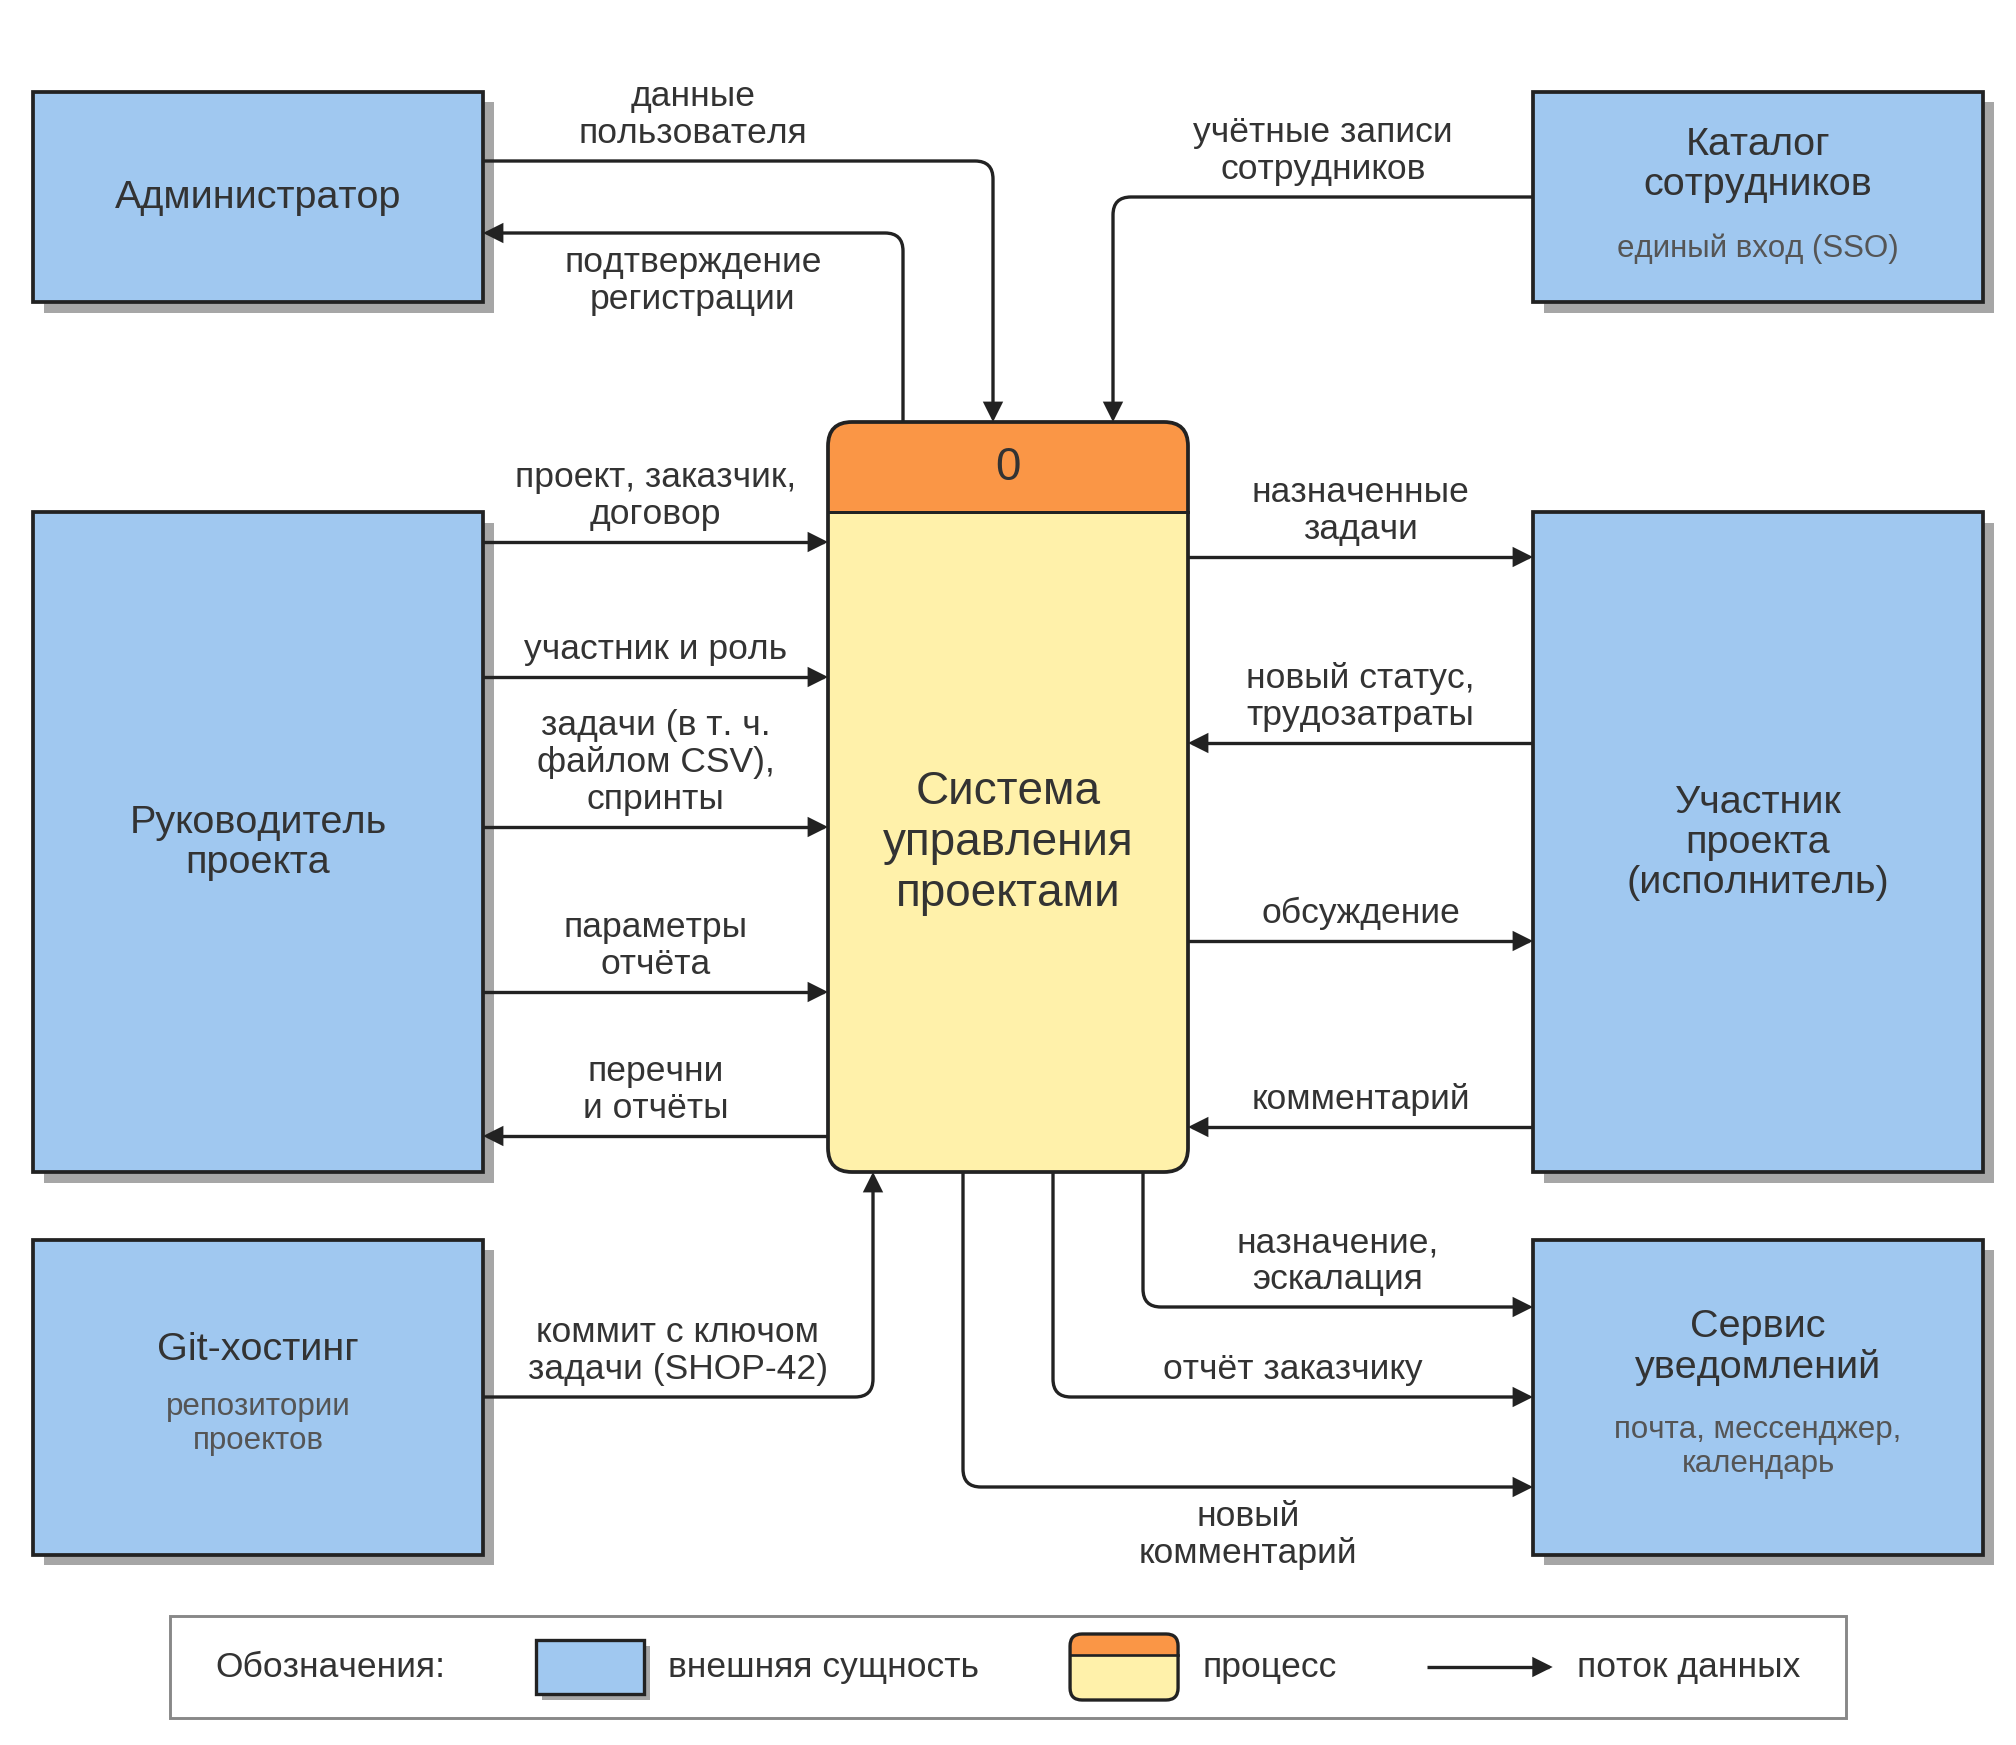 данные
пользователя
Администратор
подтверждение
регистрации
учётные записи
сотрудников
Каталог
сотрудников
единый вход (SSO)
0
Система
управления
проектами
проект, заказчик,
договор
участник и роль
задачи (в т. ч.
файлом CSV),
спринты
Руководитель
проекта
параметры
отчёта
перечни
и отчёты
назначенные
задачи
новый статус,
трудозатраты
Участник
проекта
(исполнитель)
обсуждение
комментарий
Git-хостинг
репозитории
проектов
коммит с ключом
задачи (SHOP-42)
назначение,
эскалация
отчёт заказчику
новый
комментарий
Сервис
уведомлений
почта, мессенджер,
календарь
Обозначения:
внешняя сущность
процесс
поток данных